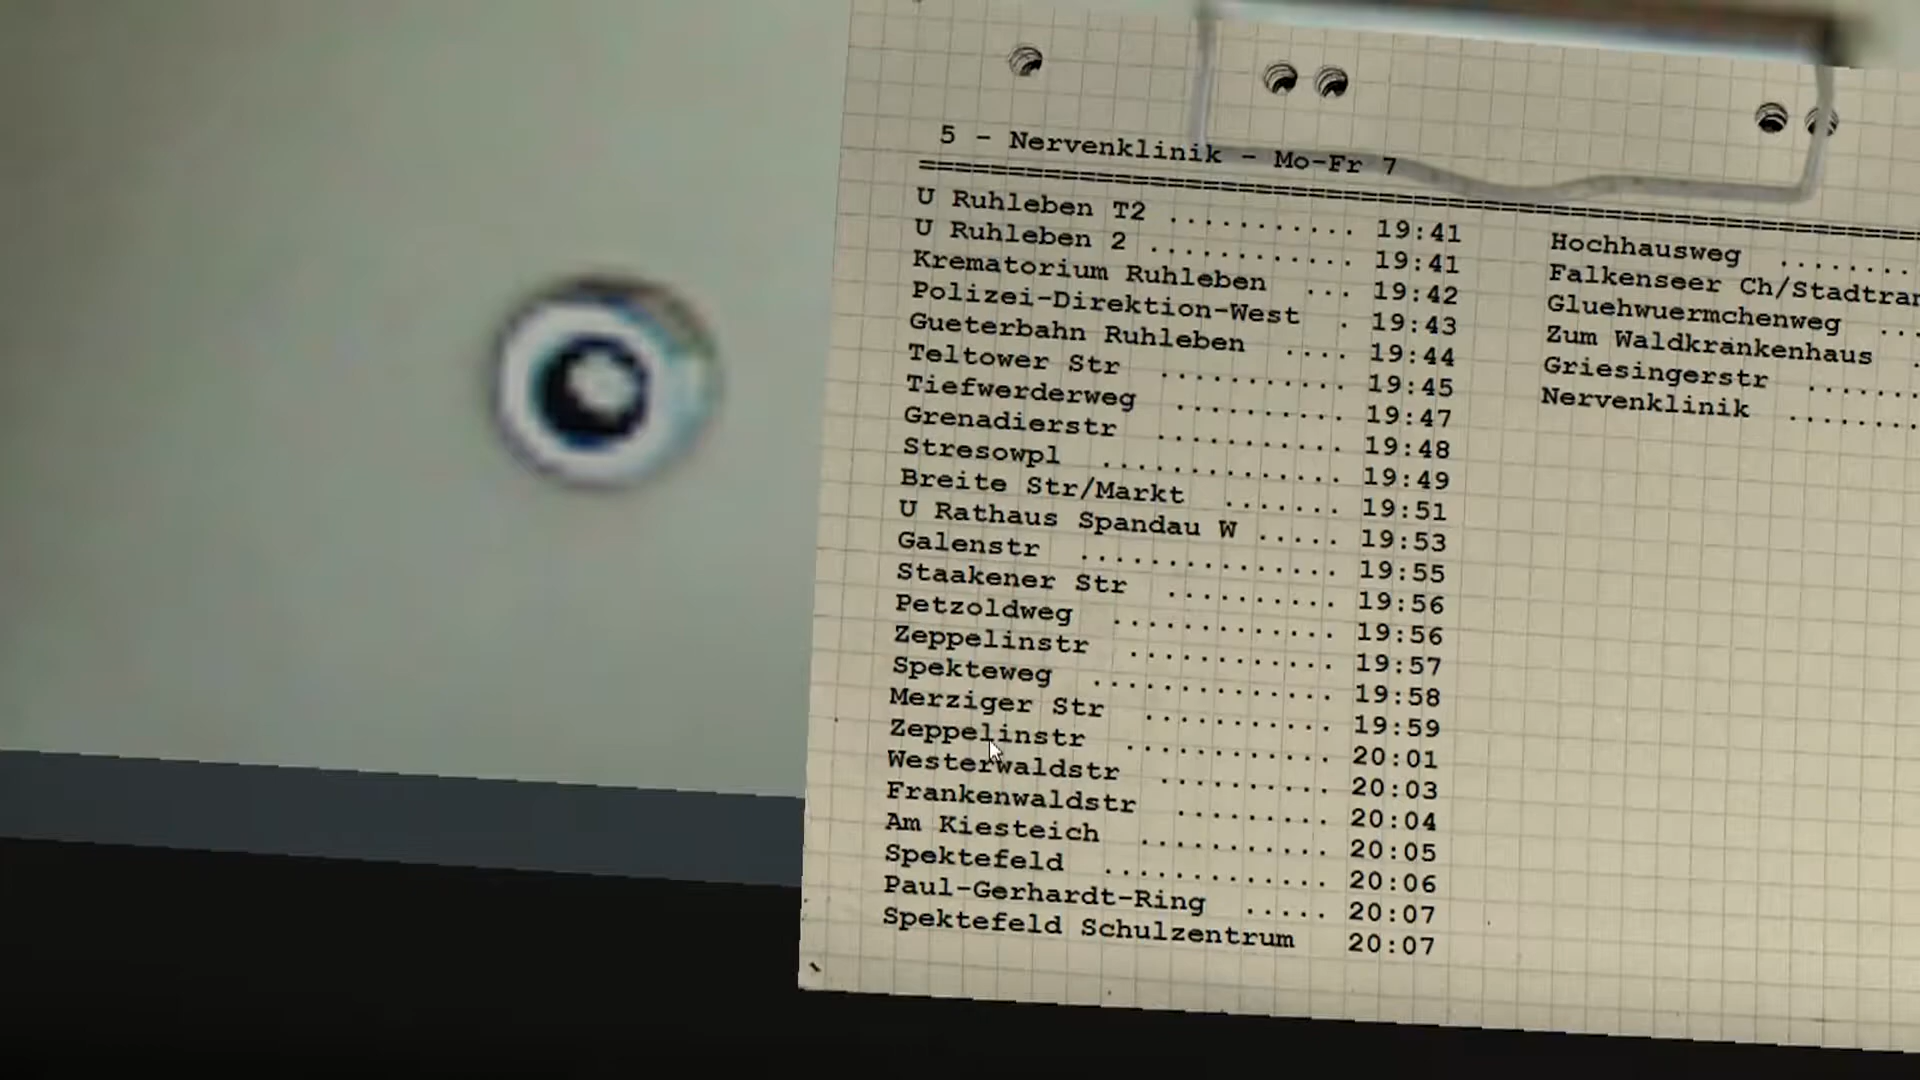 5 - Nervenklinik - Mo-Fr 7
================================================
U Ruhleben T2 ........... 19:41
U Ruhleben 2 ............ 19:41
Krematorium Ruhleben ... 19:42
Polizei-Direktion-West . 19:43
Gueterbahn Ruhleben .... 19:44
Teltower Str ........... 19:45
Tiefwerderweg .......... 19:47
Grenadierstr ........... 19:48
Stresowpl .............. 19:49
Breite Str/Markt ....... 19:51
U Rathaus Spandau W ..... 19:53
Galenstr ............... 19:55
Staakener Str .......... 19:56
Petzoldweg ............. 19:56
Zeppelinstr ............ 19:57
Spekteweg .............. 19:58
Merziger Str ........... 19:59
Zeppelinstr ............ 20:01
Westerwaldstr .......... 20:03
Frankenwaldstr ......... 20:04
Am Kiesteich ........... 20:05
Spektefeld ............. 20:06
Paul-Gerhardt-Ring ..... 20:07
Spektefeld Schulzentrum 20:07
Hochhausweg ........
Falkenseer Ch/Stadtran
Gluehwuermchenweg ...
Zum Waldkrankenhaus .
Griesingerstr ......
Nervenklinik ........